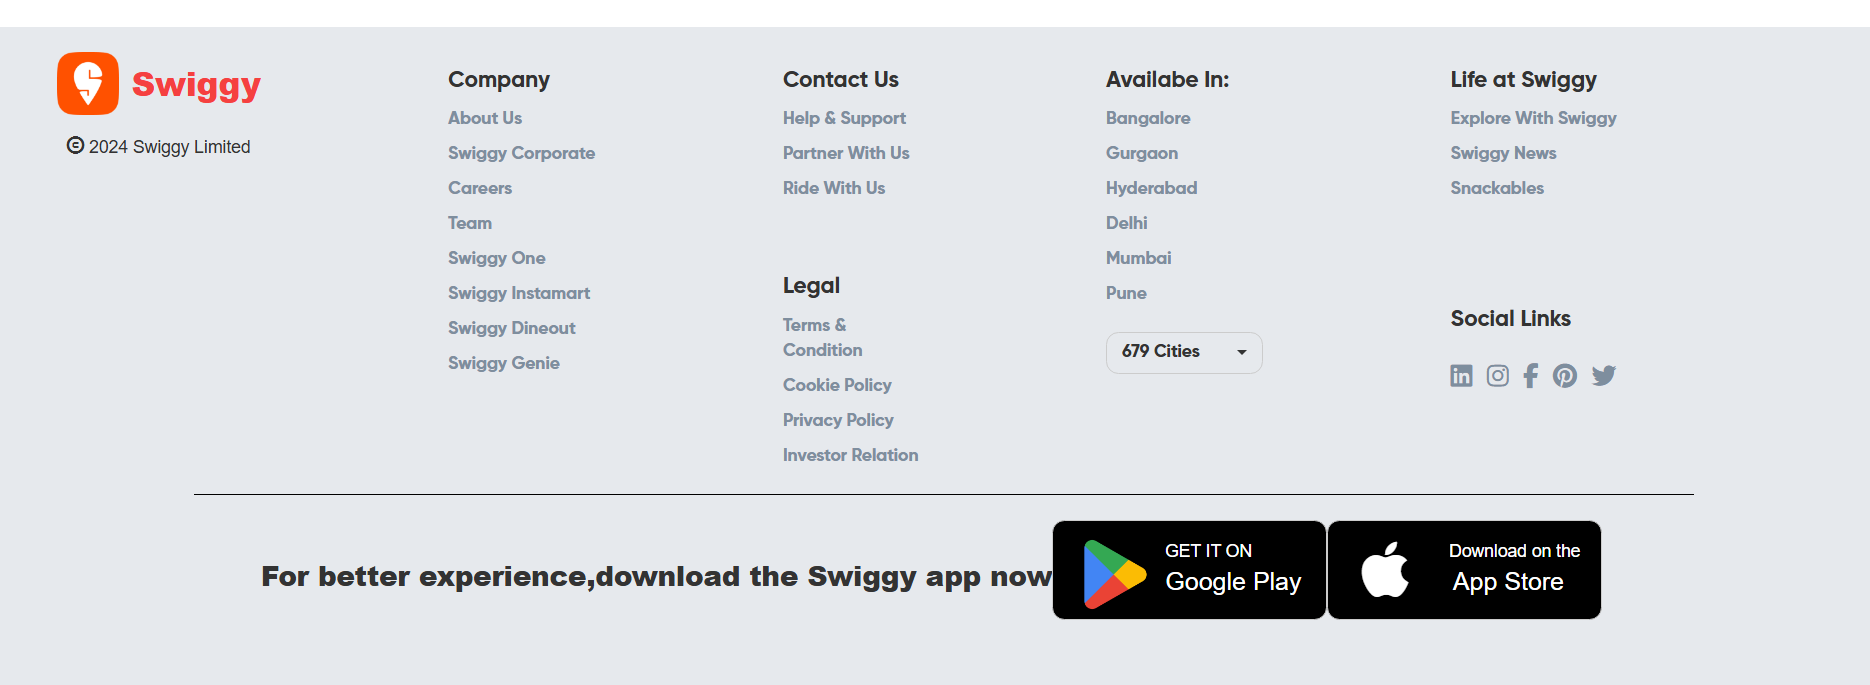 Swiggy
© 2024 Swiggy Limited
Company
About Us
Swiggy Corporate
Careers
Team
Swiggy One
Swiggy Instamart
Swiggy Dineout
Swiggy Genie
Contact Us
Help & Support
Partner With Us
Ride With Us
Legal
Terms &
Condition
Cookie Policy
Privacy Policy
Investor Relation
Availabe In:
Bangalore
Gurgaon
Hyderabad
Delhi
Mumbai
Pune
679 Cities
Life at Swiggy
Explore With Swiggy
Swiggy News
Snackables
Social Links
For better experience,download the Swiggy app now
GET IT ON
Google Play
Download on the
App Store